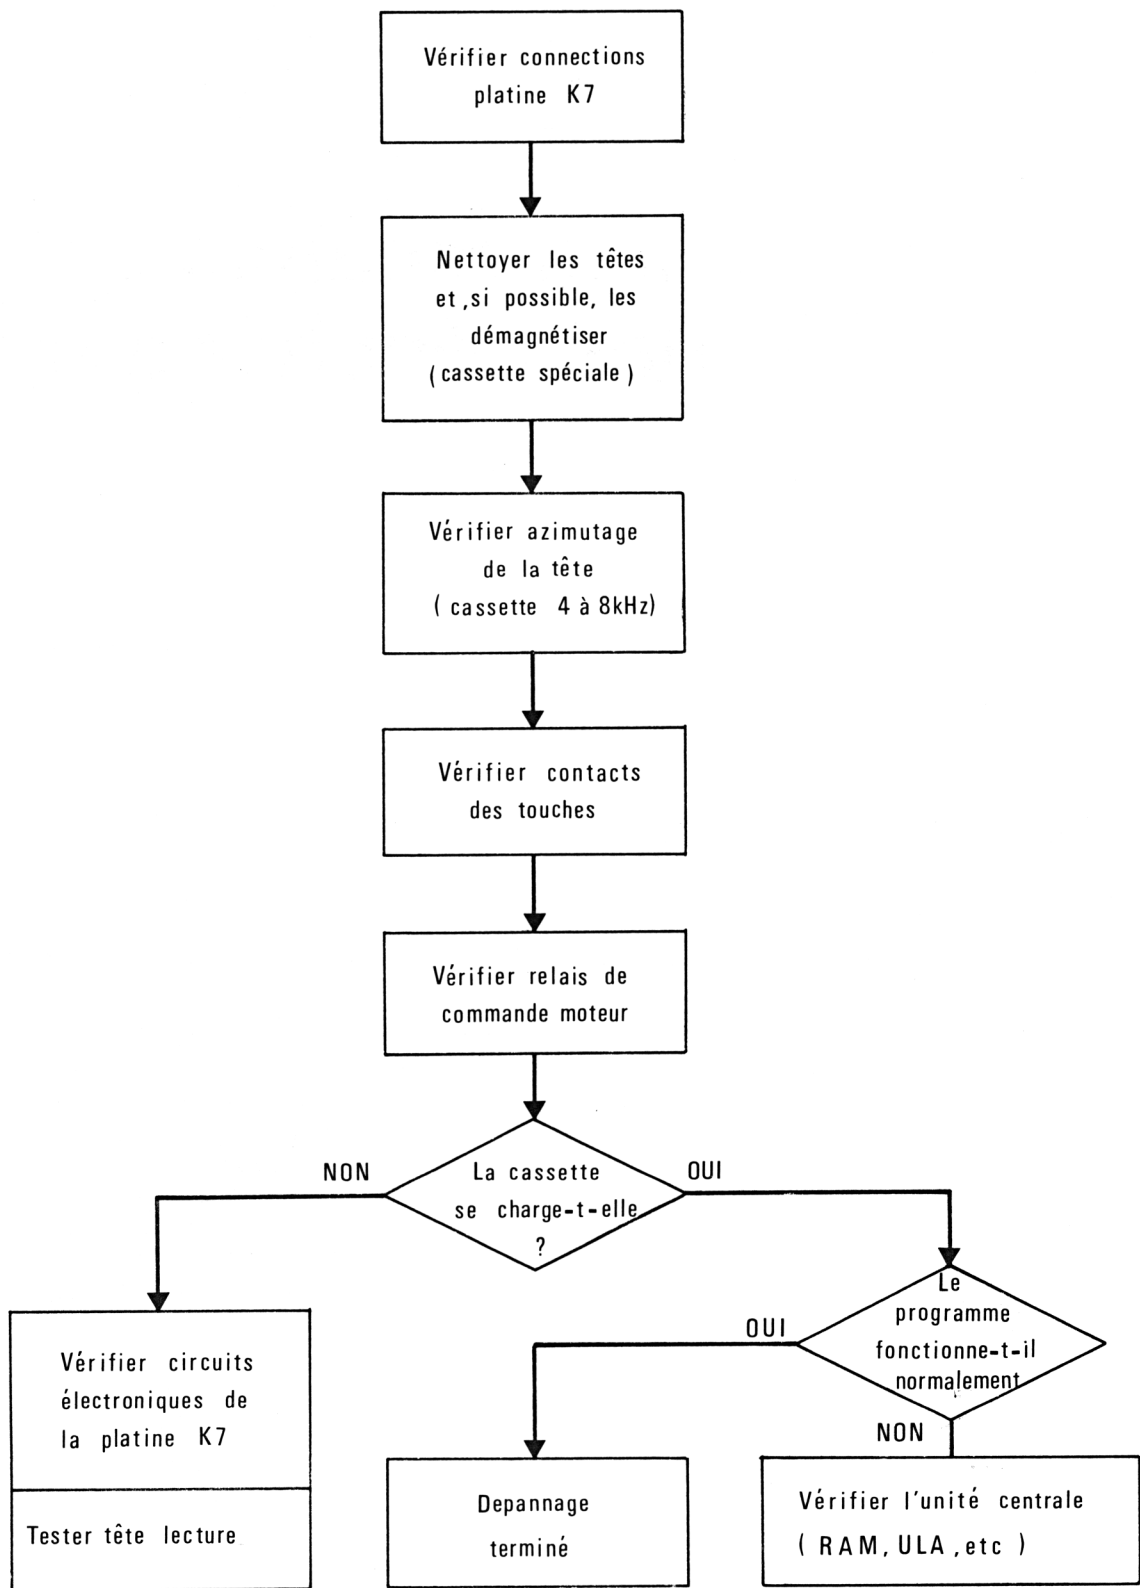 Vérifier connections
platine K7
Nettoyer les têtes
et ,si possible, les
démagnétiser
( cassette spéciale )
Vérifier azimutage
de la tête
( cassette 4 à 8kHz)
Vérifier contacts
des touches
Vérifier relais de
commande moteur
La cassette
se charge-t-elle
?
NON
OUI
Le
programme
fonctionne-t-il
normalement
OUI
NON
Vérifier circuits
électroniques de
la platine K7
Tester tête lecture
Depannage
terminé
Vérifier l'unité centrale
( RAM, ULA ,etc )